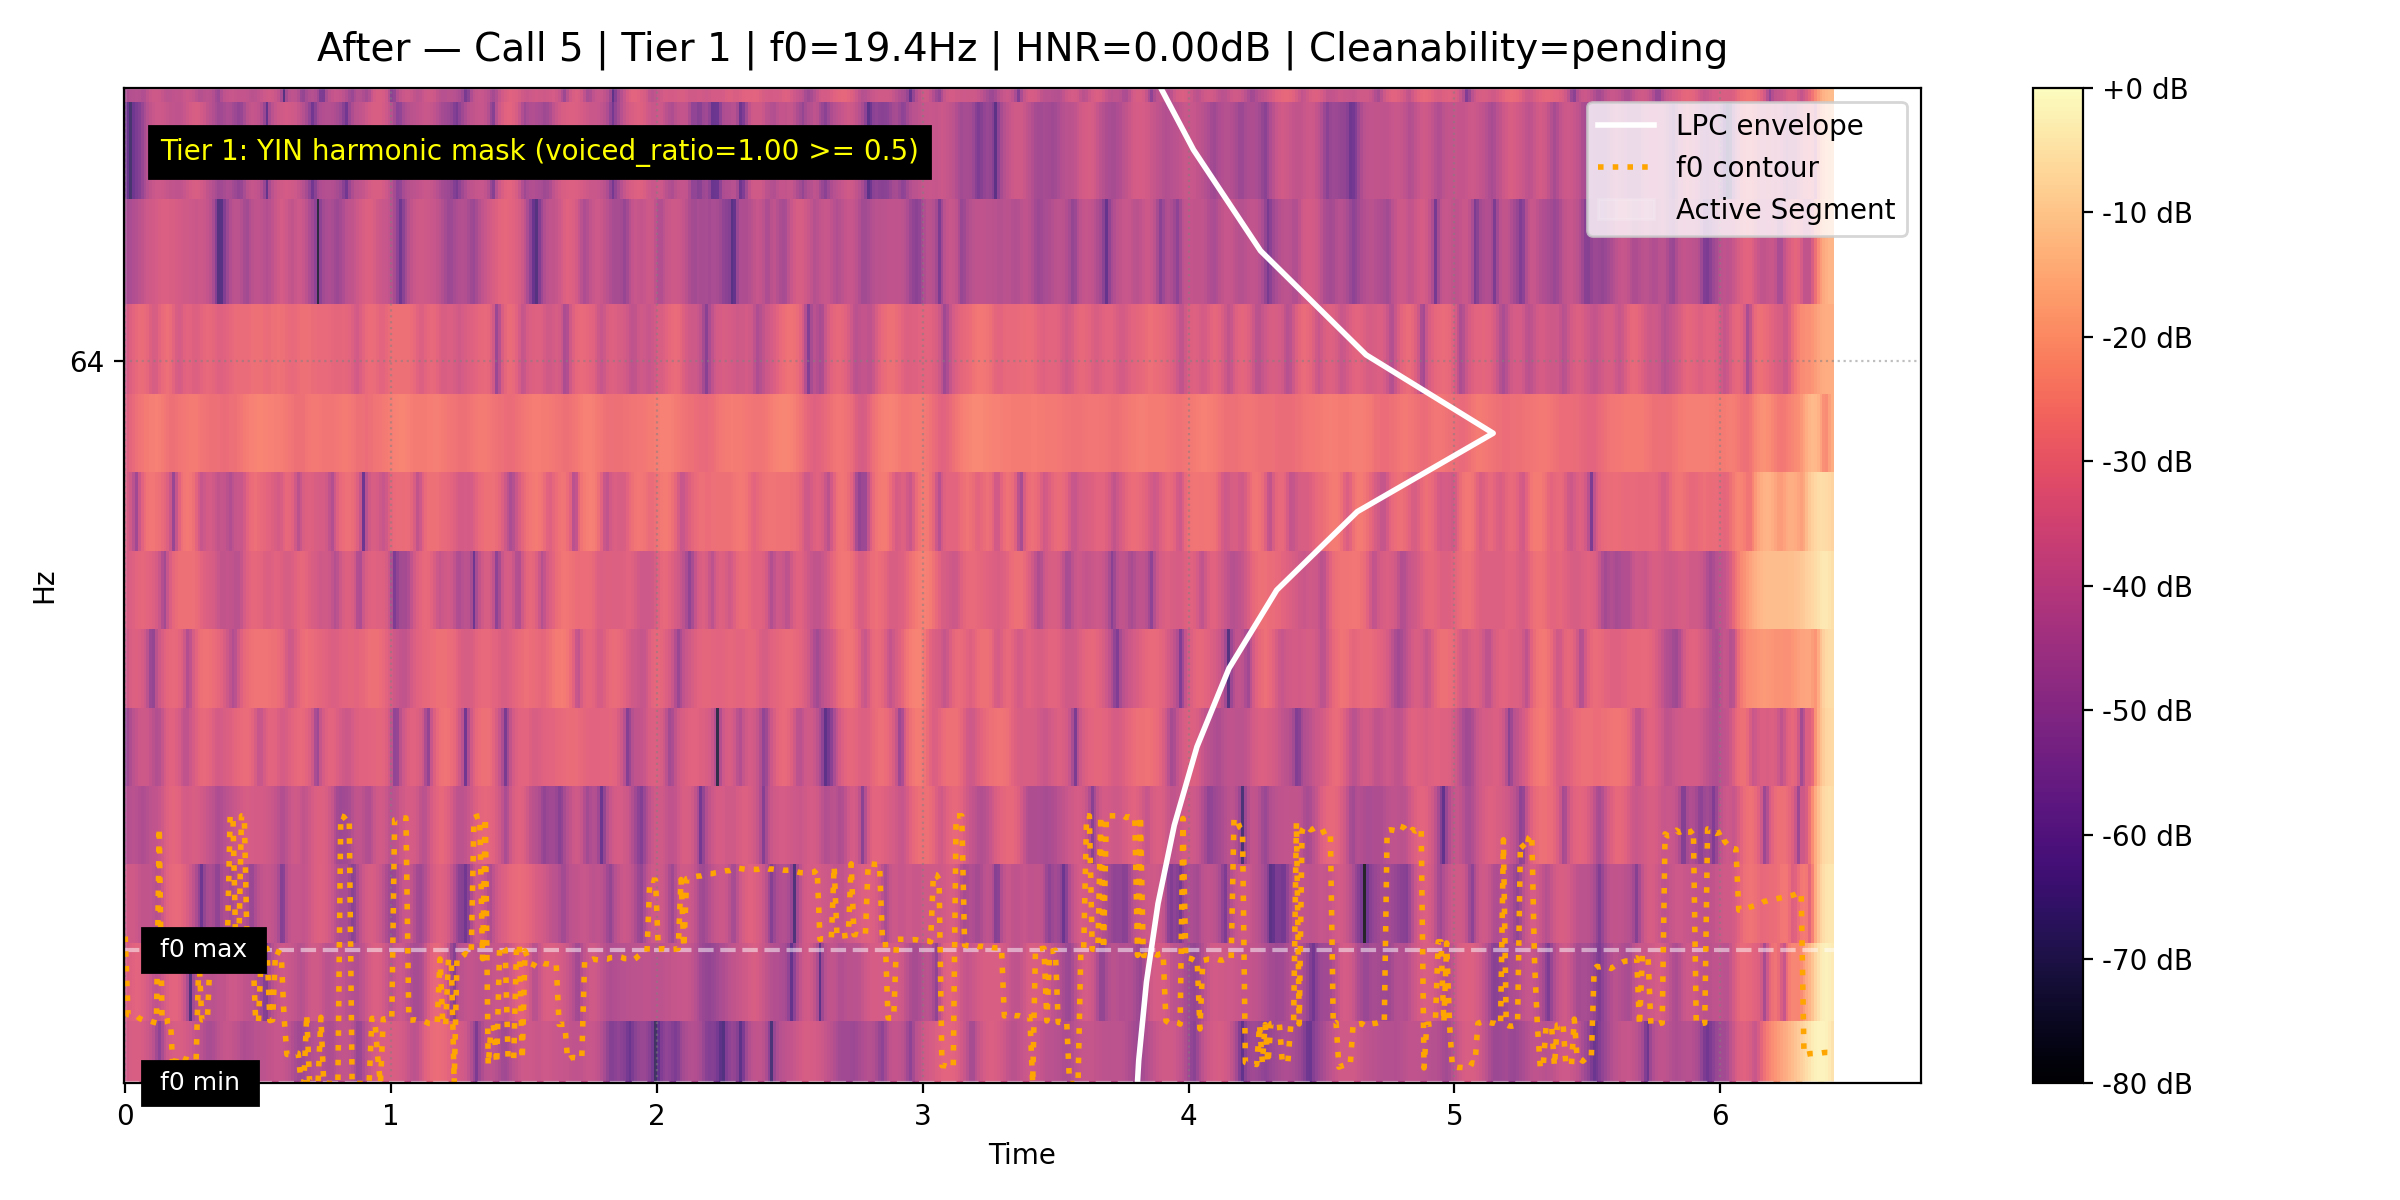 After — Call 5 | Tier 1 | f0=19.4Hz | HNR=0.00dB | Cleanability=pending
Tier 1: YIN harmonic mask (voiced_ratio=1.00 >= 0.5)
LPC envelope
f0 contour
Active Segment
64
Hz
f0 max
f0 min
0 1 2 3 4 5 6
Time
+0 dB
-10 dB
-20 dB
-30 dB
-40 dB
-50 dB
-60 dB
-70 dB
-80 dB